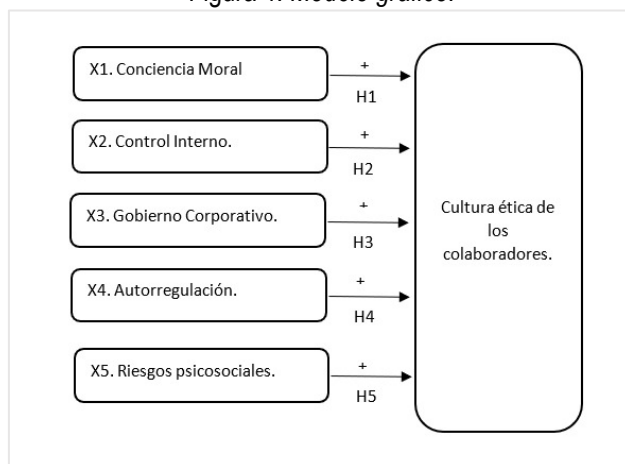 X1. Conciencia Moral
+
H1
X2. Control Interno.
+
H2
X3. Gobierno Corporativo.
+
H3
X4. Autorregulación.
+
H4
X5. Riesgos psicosociales.
+
H5
Cultura ética de
los
colaboradores.